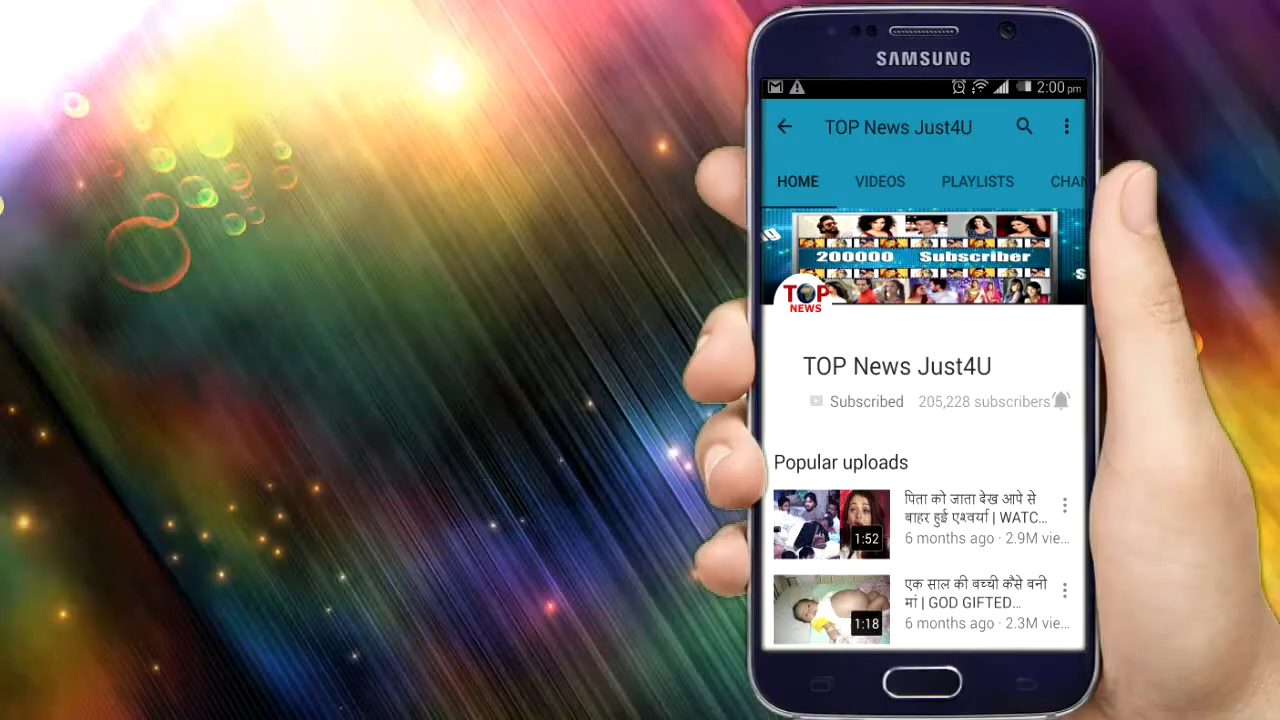 SAMSUNG
2:00 pm
TOP News Just4U
HOME VIDEOS PLAYLISTS CHAN
200000 Subscriber
TOP
NEWS
TOP News Just4U
Subscribed 205,228 subscribers
Popular uploads
पिता को जाता देख आपे से
बाहर हुई एश्वर्या | WATC...
6 months ago · 2.9M vie...
1:52
एक साल की बच्ची कैसे बनी
मां | GOD GIFTED...
6 months ago · 2.3M vie...
1:18